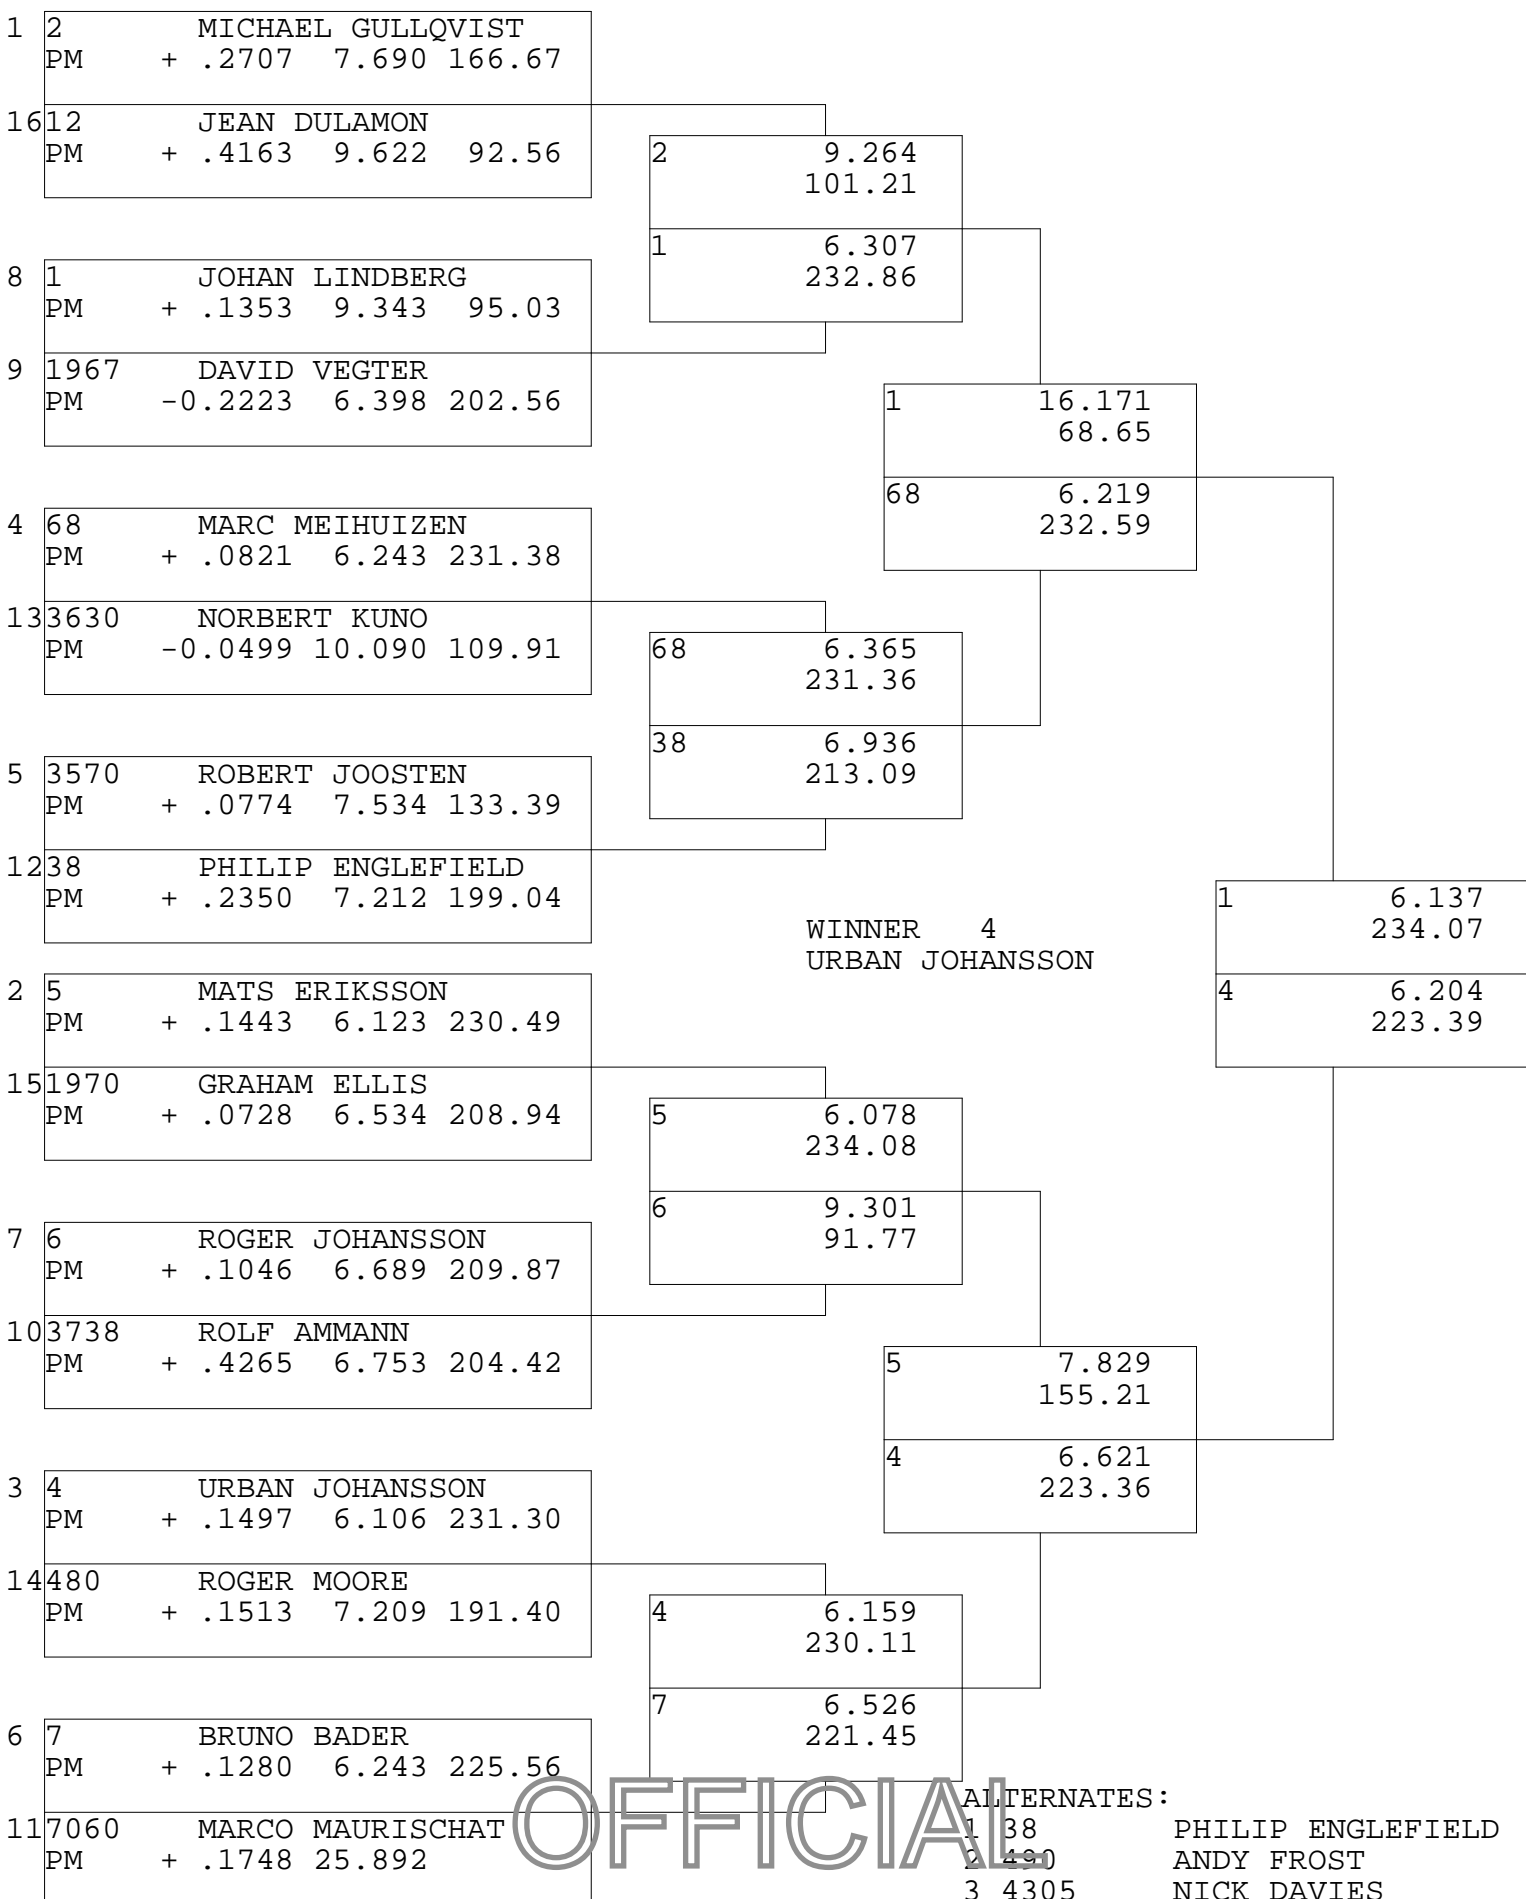 1 2 MICHAEL GULLQVIST
PM + .2707 7.690 166.67
16 12 JEAN DULAMON
PM + .4163 9.622 92.56
2 9.264
101.21
1 6.307
232.86
8 1 JOHAN LINDBERG
PM + .1353 9.343 95.03
9 1967 DAVID VEGTER
PM -0.2223 6.398 202.56
1 16.171
68.65
68 6.219
232.59
4 68 MARC MEIHUIZEN
PM + .0821 6.243 231.38
13 3630 NORBERT KUNO
PM -0.0499 10.090 109.91
68 6.365
231.36
38 6.936
213.09
5 3570 ROBERT JOOSTEN
PM + .0774 7.534 133.39
12 38 PHILIP ENGLEFIELD
PM + .2350 7.212 199.04
WINNER 4
URBAN JOHANSSON
1 6.137
234.07
4 6.204
223.39
2 5 MATS ERIKSSON
PM + .1443 6.123 230.49
15 1970 GRAHAM ELLIS
PM + .0728 6.534 208.94
5 6.078
234.08
6 9.301
91.77
7 6 ROGER JOHANSSON
PM + .1046 6.689 209.87
10 3738 ROLF AMMANN
PM + .4265 6.753 204.42
5 7.829
155.21
4 6.621
223.36
3 4 URBAN JOHANSSON
PM + .1497 6.106 231.30
14 480 ROGER MOORE
PM + .1513 7.209 191.40
4 6.159
230.11
7 6.526
221.45
6 7 BRUNO BADER
PM + .1280 6.243 225.56
11 7060 MARCO MAURISCHAT
PM + .1748 25.892
OFFICIAL
ALTERNATES:
1 38 PHILIP ENGLEFIELD
2 490 ANDY FROST
3 4305 NICK DAVIES